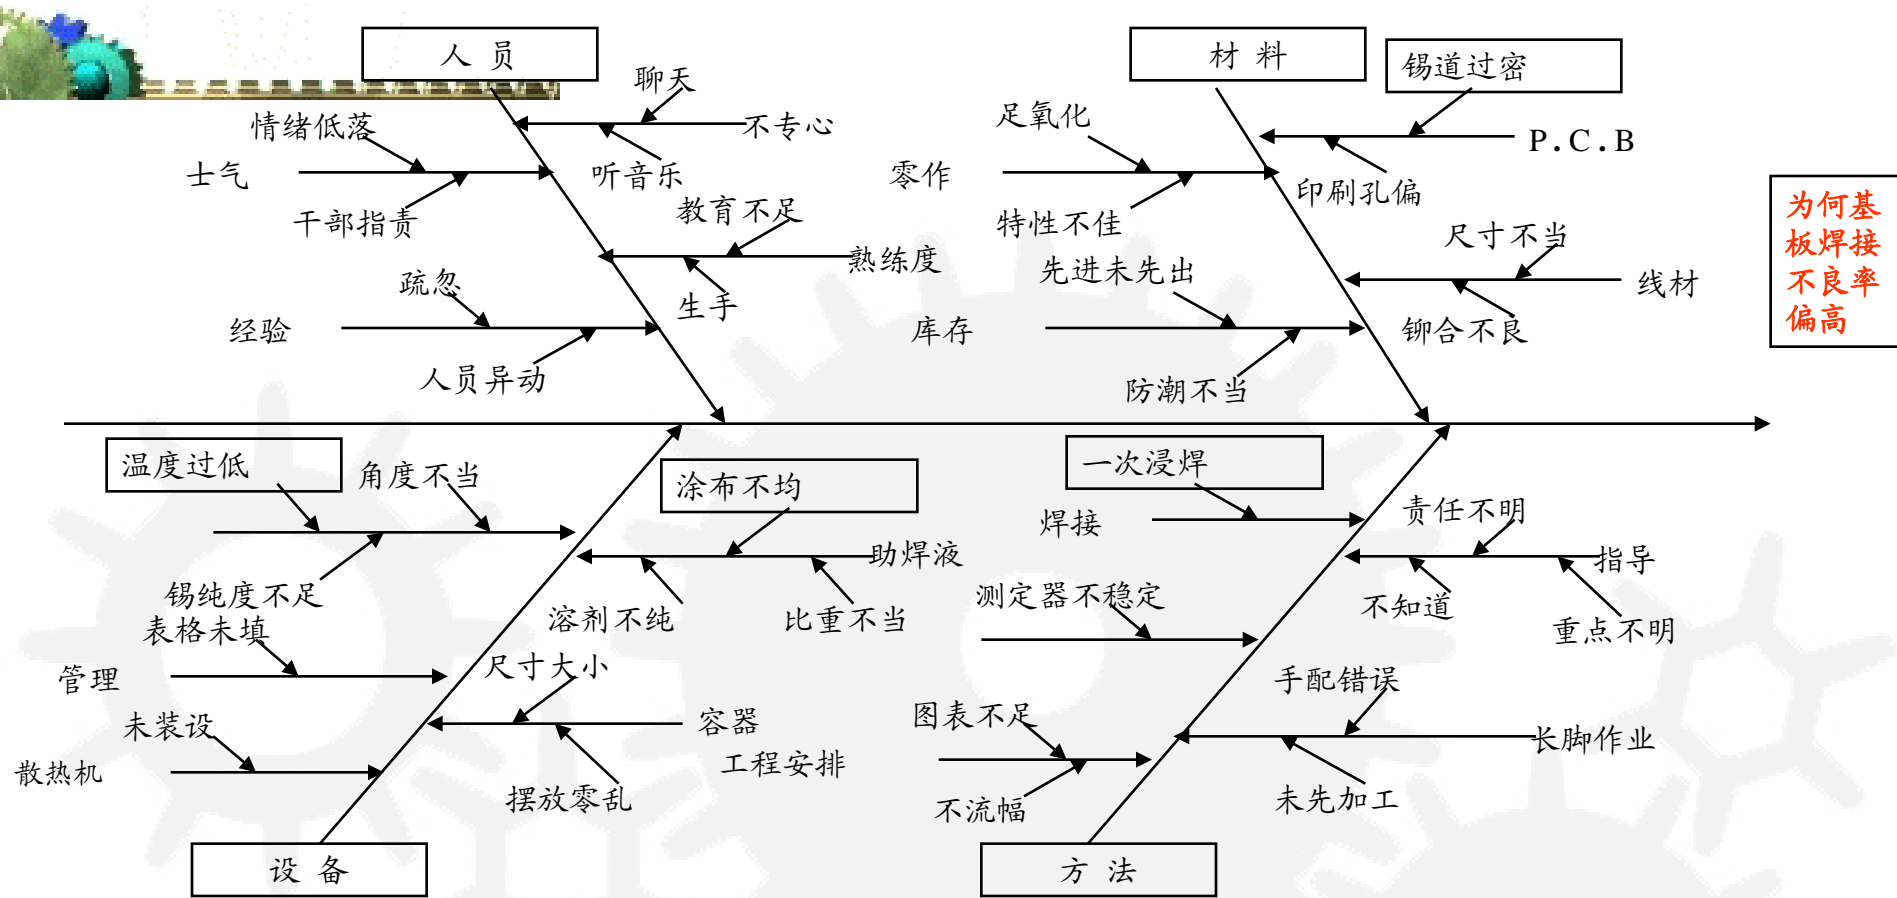 人 员
材 料
锡道过密
聊天
情绪低落
不专心
足氧化
P.C.B
士气
听音乐
零作
印刷孔偏
干部指责
教育不足
特性不佳
尺寸不当
熟练度
先进未先出
疏忽
生手
线材
经验
库存
铆合不良
人员异动
防潮不当
为何基
板焊接
不良率
偏高
温度过低
角度不当
涂布不均
一次浸焊
责任不明
焊接
助焊液
指导
锡纯度不足
测定器不稳定
溶剂不纯
比重不当
不知道
重点不明
表格未填
管理
尺寸大小
手配错误
未装设
容器
图表不足
长脚作业
散热机
工程安排
摆放零乱
不流幅
未先加工
设 备
方 法